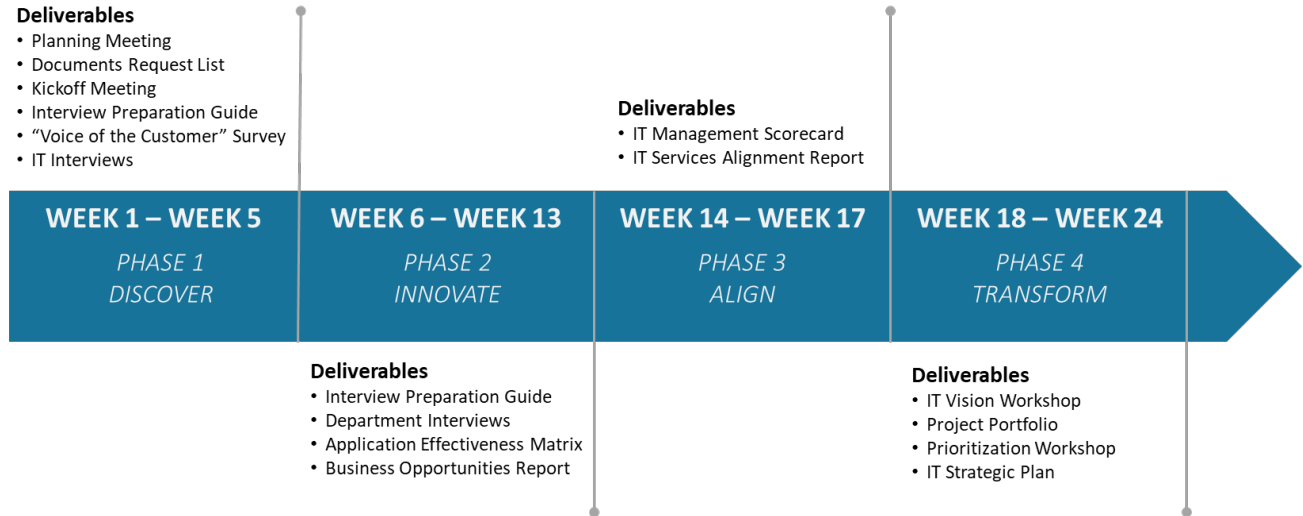 Deliverables
• Planning Meeting
• Documents Request List
• Kickoff Meeting
• Interview Preparation Guide
• “Voice of the Customer” Survey
• IT Interviews
Deliverables
• IT Management Scorecard
• IT Services Alignment Report
WEEK 1 – WEEK 5
PHASE 1
DISCOVER
WEEK 6 – WEEK 13
PHASE 2
INNOVATE
WEEK 14 – WEEK 17
PHASE 3
ALIGN
WEEK 18 – WEEK 24
PHASE 4
TRANSFORM
Deliverables
• Interview Preparation Guide
• Department Interviews
• Application Effectiveness Matrix
• Business Opportunities Report
Deliverables
• IT Vision Workshop
• Project Portfolio
• Prioritization Workshop
• IT Strategic Plan